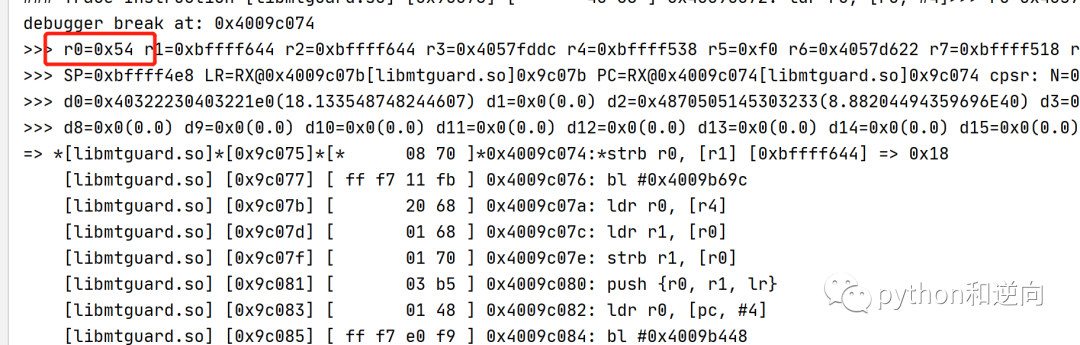 debugger break at: 0x4009c074
>>> r0=0x54 r1=0xbffff644 r2=0xbffff644 r3=0x4057fddc r4=0xbffff538 r5=0xf0 r6=0x4057d622 r7=0xbffff518 r
>>> SP=0xbffff4e8 LR=RX@0x4009c07b[libmtguard.so]0x9c07b PC=RX@0x4009c074[libmtguard.so]0x9c074 cpsr: N=0
>>> d0=0x40322230403221e0(18.133548748244607) d1=0x0(0.0) d2=0x4870505145303233(8.88204494359696E40) d3=0
>>> d8=0x0(0.0) d9=0x0(0.0) d10=0x0(0.0) d11=0x0(0.0) d12=0x0(0.0) d13=0x0(0.0) d14=0x0(0.0) d15=0x0(0.0)
=> *[libmtguard.so]*[0x9c075]*[* 08 70 ]*0x4009c074:*strb r0, [r1] [0xbffff644] => 0x18
[libmtguard.so] [0x9c077] [ ff f7 11 fb ] 0x4009c076: bl #0x4009b69c
[libmtguard.so] [0x9c07b] [ 20 68 ] 0x4009c07a: ldr r0, [r4]
[libmtguard.so] [0x9c07d] [ 01 68 ] 0x4009c07c: ldr r1, [r0]
[libmtguard.so] [0x9c07f] [ 01 70 ] 0x4009c07e: strb r1, [r0]
[libmtguard.so] [0x9c081] [ 03 b5 ] 0x4009c080: push {r0, r1, lr}
[libmtguard.so] [0x9c083] [ 01 48 ] 0x4009c082: ldr r0, [pc, #4]
[libmtguard.so] [0x9c085] [ ff f7 e0 f9 ] 0x4009c084: bl #0x4009b448
python和逆向